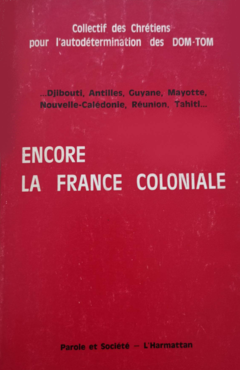 Collectif des Chrétiens
pour l'autodétermination des DOM-TOM
...Djibouti, Antilles, Guyane, Mayotte,
Nouvelle-Calédonie, Réunion, Tahiti...
ENCORE
LA FRANCE COLONIALE
Parole et Société – L'Harmattan